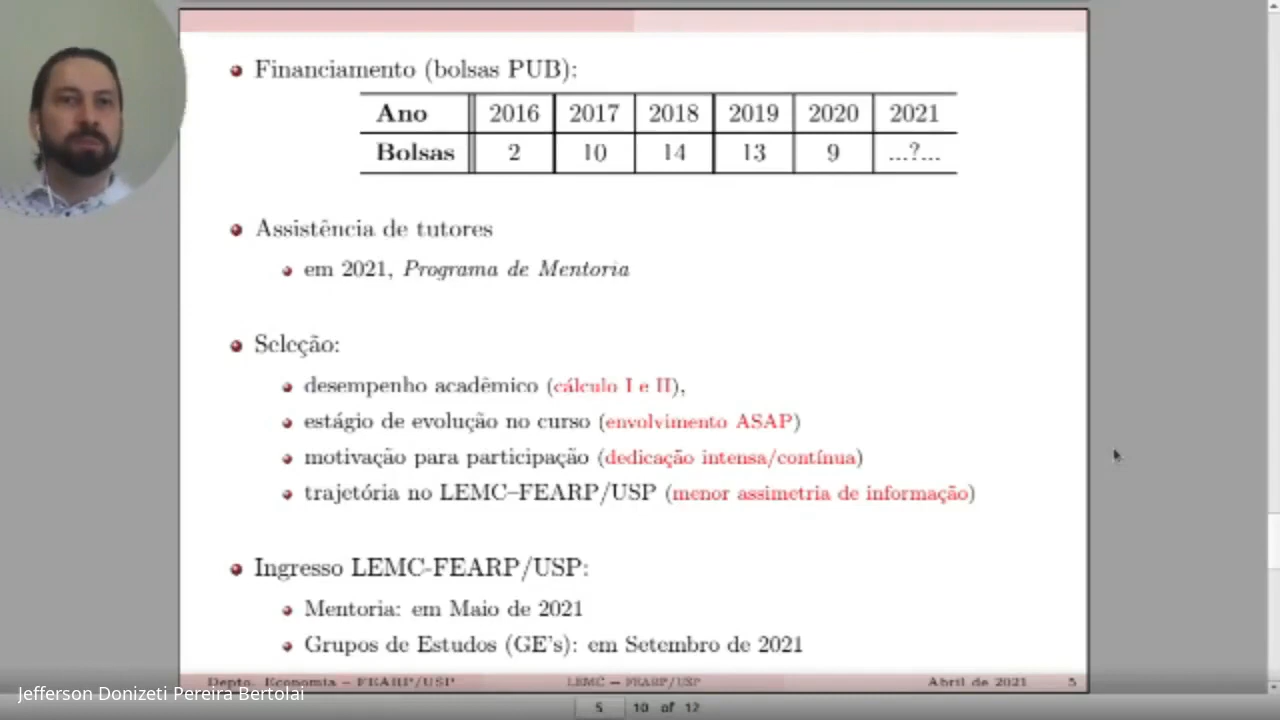 Financiamento (bolsas PUB):
Ano 2016 2017 2018 2019 2020 2021
Bolsas 2 10 14 13 9 ...?...
Assistência de tutores
em 2021, Programa de Mentoria
Seleção:
desempenho acadêmico (cálculo I e II),
estágio de evolução no curso (envolvimento ASAP)
motivação para participação (dedicação intensa/contínua)
trajetória no LEMC–FEARP/USP (menor assimetria de informação)
Ingresso LEMC-FEARP/USP:
Mentoria: em Maio de 2021
Grupos de Estudos (GE's): em Setembro de 2021
Depto. Economia – FEARP/USP LEMC – FEARP/USP Abril de 2021 5
Jefferson Donizeti Pereira Bertolai
5 10 of 12